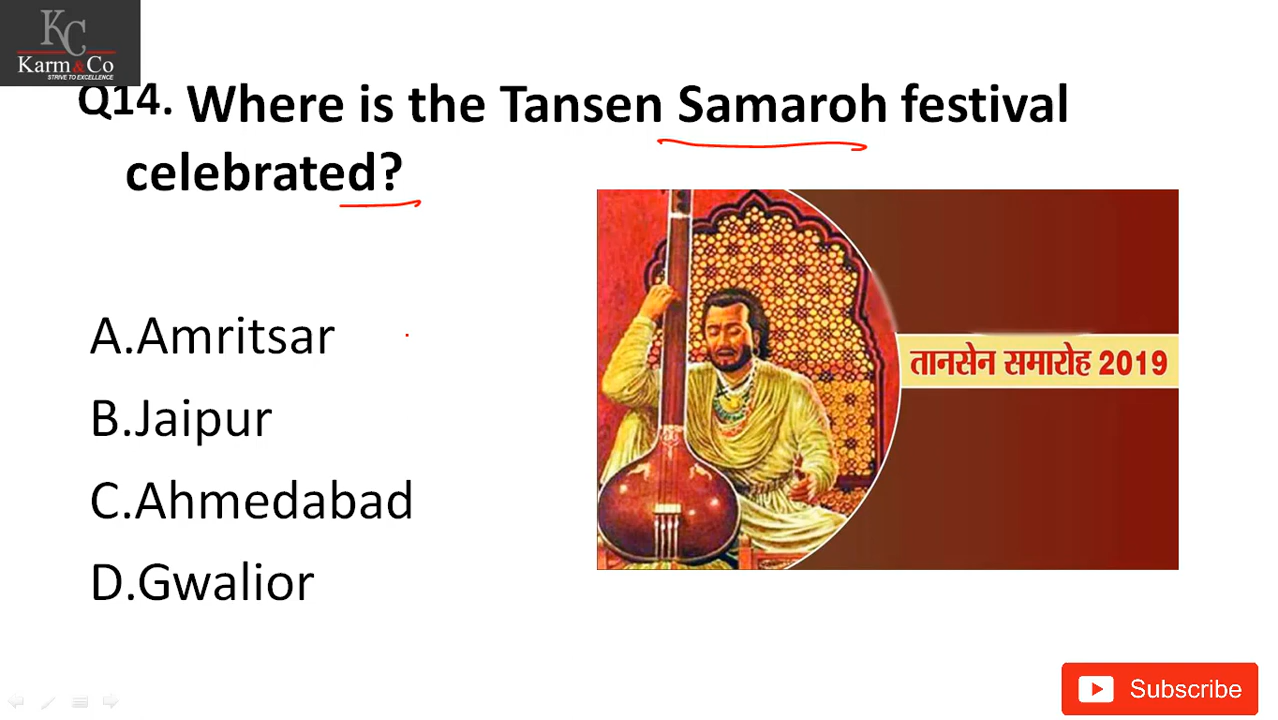 KC
Karm&Co
STRIVE TO EXCELLENCE
Q14. Where is the Tansen Samaroh festival
celebrated?
तानसेन समारोह 2019
A.Amritsar
B.Jaipur
C.Ahmedabad
D.Gwalior
Subscribe